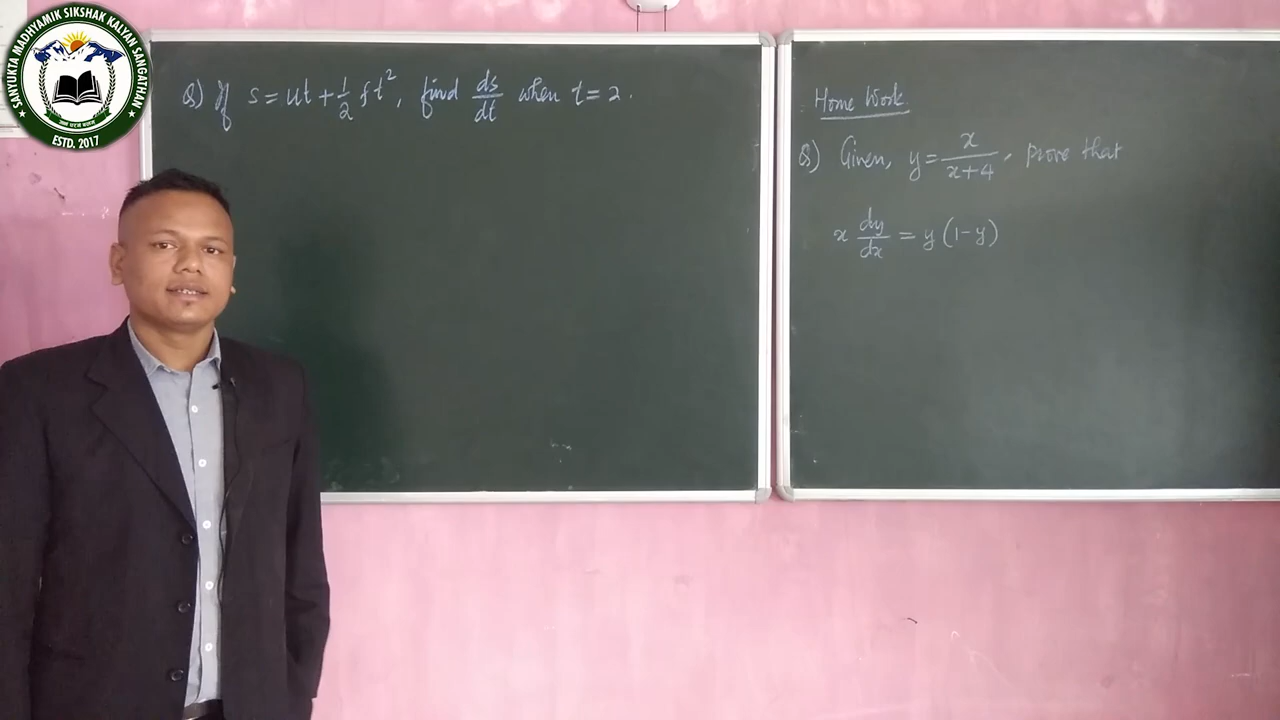 SANYUKTA MADHYAMIK SIKSHAK KALYAN SANGATHAN
ESTD. 2017
Q) If s = ut + 1/2 ft², find ds/dt when t = 2.
Home Work
Q) Given, y = x/(x+4), prove that
x dy/dx = y (1-y)